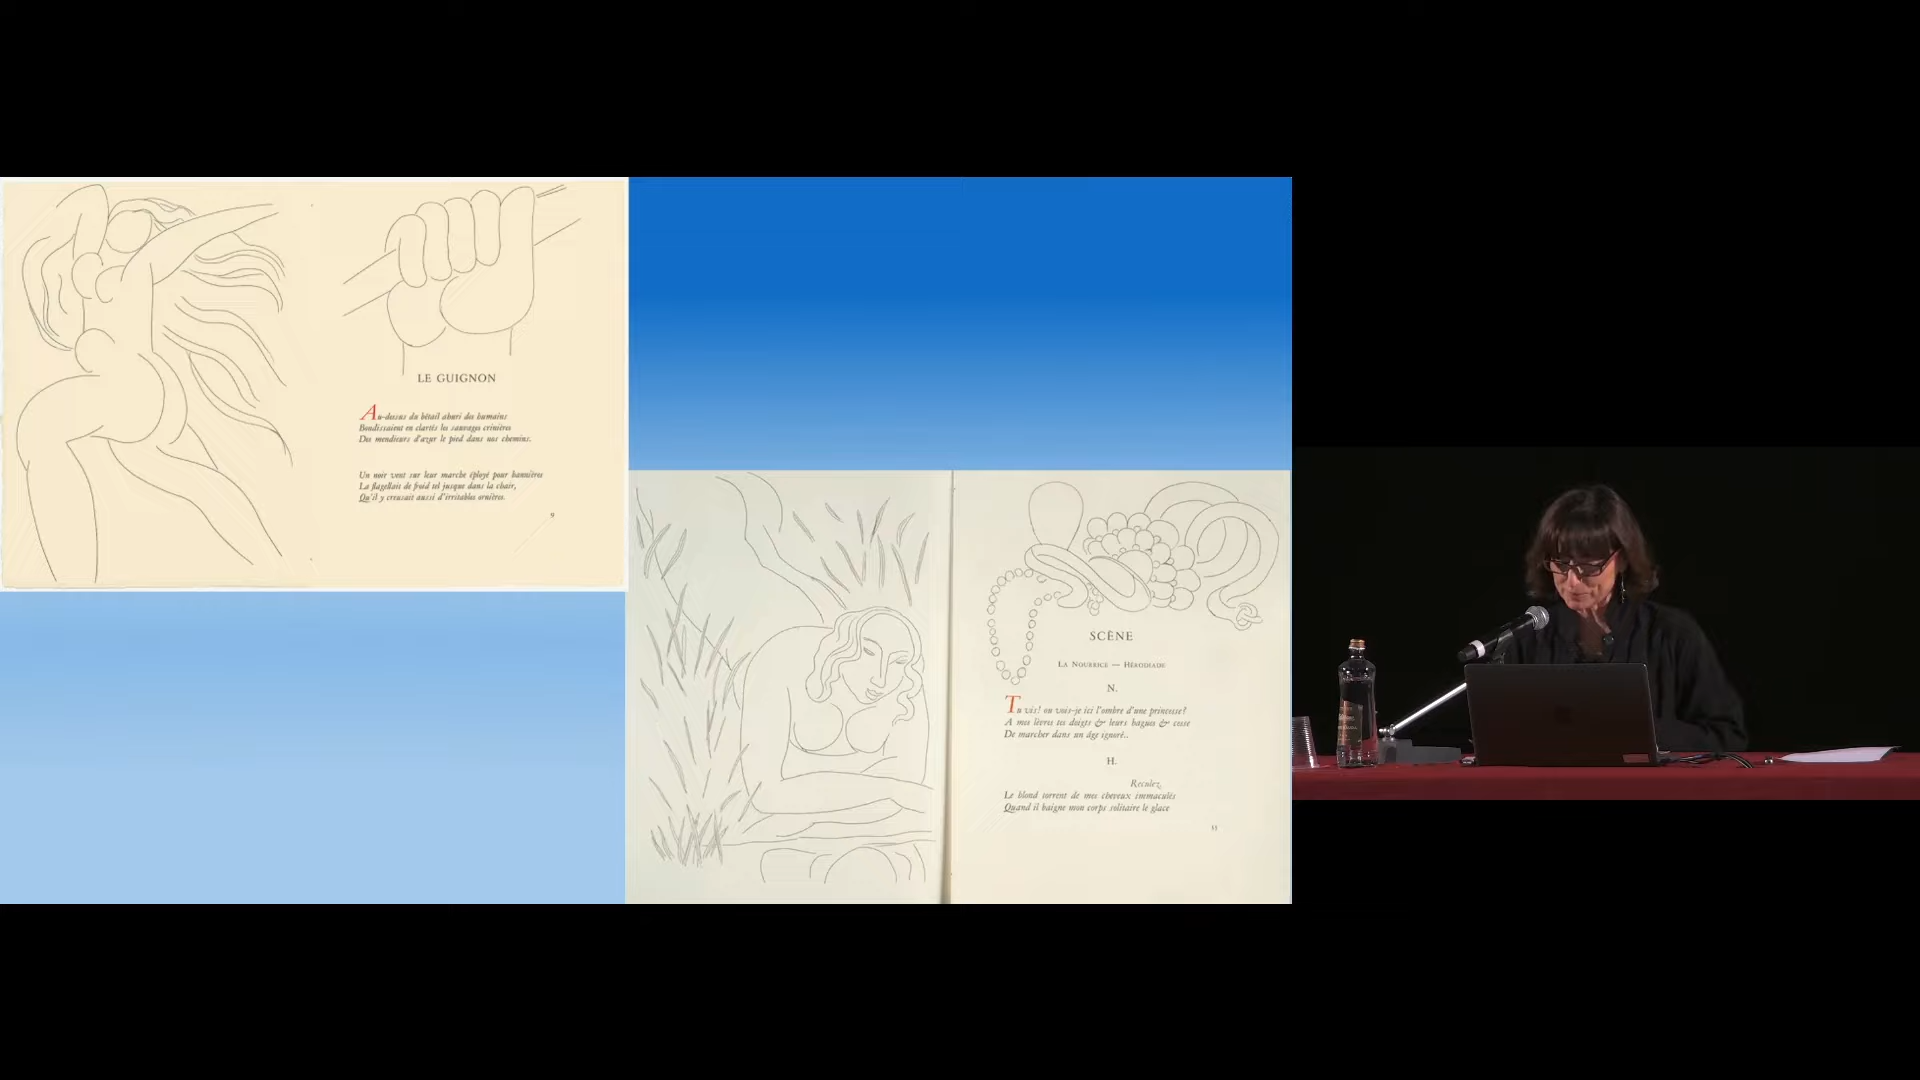 LE GUIGNON
Au-dessus du bétail ahuri des humains
Bondissaient en clartés les sauvages crinières
Des mendieurs d'azur le pied dans nos chemins.
Un noir vent sur leur marche éployé pour bannières
La flagellait de froid tel jusque dans la chair,
Qu'il y creusait aussi d'irritables ornières.
9
SCÈNE
LA NOURRICE — HÉRODIADE
N.
Tu vis! ou vois-je ici l'ombre d'une princesse?
A mes lèvres tes doigts & leurs bagues & cesse
De marcher dans un âge ignoré..
H.
Reculez.
Le blond torrent de mes cheveux immaculés
Quand il baigne mon corps solitaire le glace